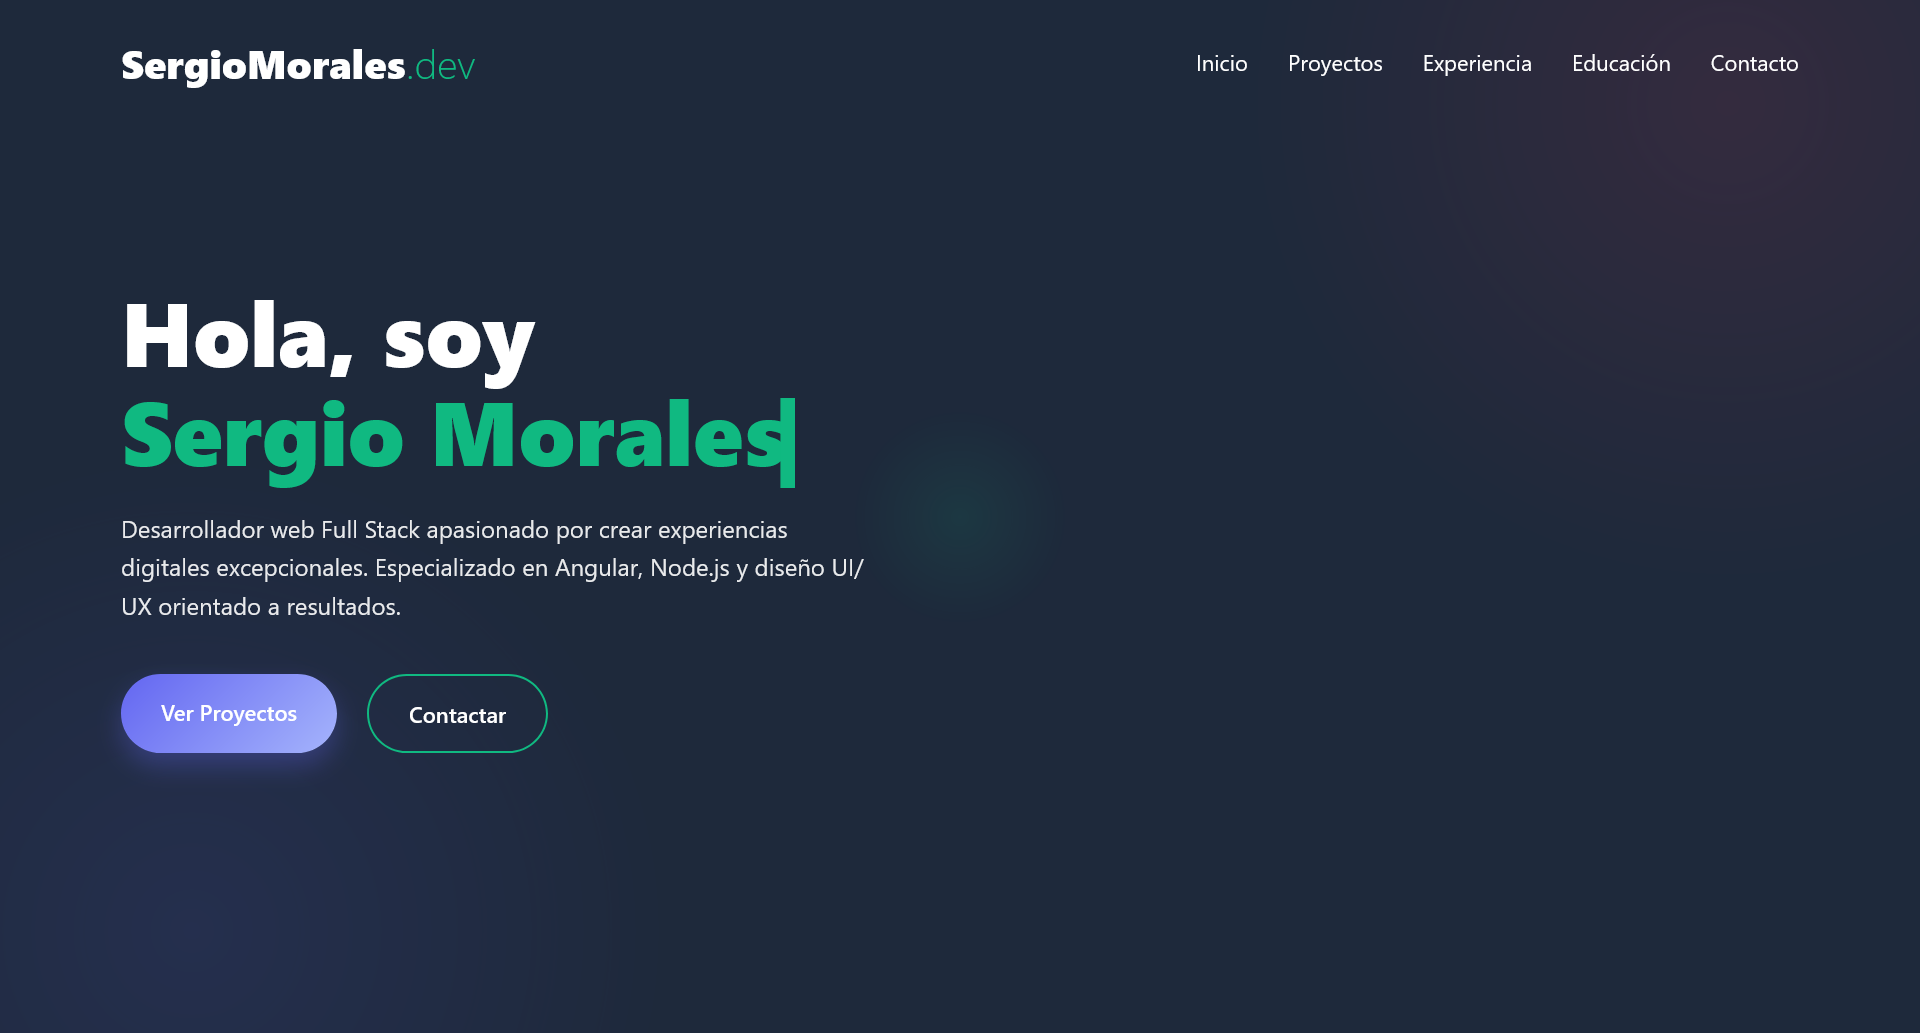 SergioMorales.dev
Inicio Proyectos Experiencia Educación Contacto
Hola, soy
Sergio Morales
Desarrollador web Full Stack apasionado por crear experiencias
digitales excepcionales. Especializado en Angular, Node.js y diseño UI/
UX orientado a resultados.
Ver Proyectos
Contactar